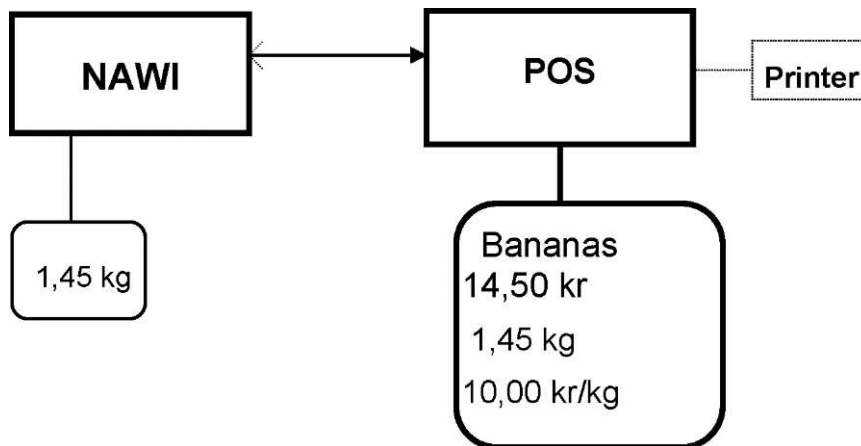 NAWI
POS
Printer
1,45 kg
Bananas
14,50 kr
1,45 kg
10,00 kr/kg